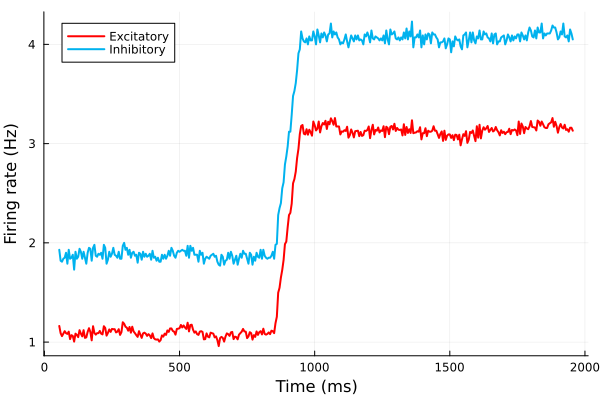 Excitatory
Inhibitory
4
3
2
1
Firing rate (Hz)
0
500
1000
1500
2000
Time (ms)